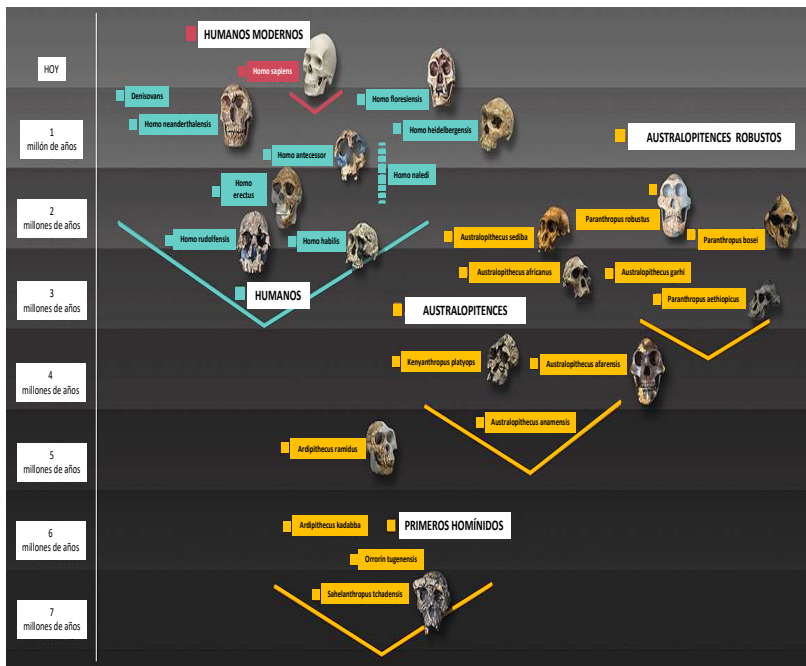 HUMANOS MODERNOS
HOY
Homo sapiens
Denisovans
Homo floresiensis
Homo neanderthalensis
Homo heidelbergensis
1
millón de años
AUSTRALOPITENCES ROBUSTOS
Homo antecessor
Homo naledi
Homo
erectus
2
millones de años
Paranthropus robustus
Homo rudolfensis
Homo habilis
Australopithecus sediba
Paranthropus bosei
Australopithecus africanus
Australopithecus garhi
3
millones de años
HUMANOS
Paranthropus aethiopicus
AUSTRALOPITENCES
Kenyanthropus platyops
Australopithecus afarensis
4
millones de años
Australopithecus anamensis
Ardipithecus ramidus
5
millones de años
Ardipithecus kadabba
PRIMEROS HOMÍNIDOS
6
millones de años
Orrorin tugenensis
Sahelanthropus tchadensis
7
millones de años